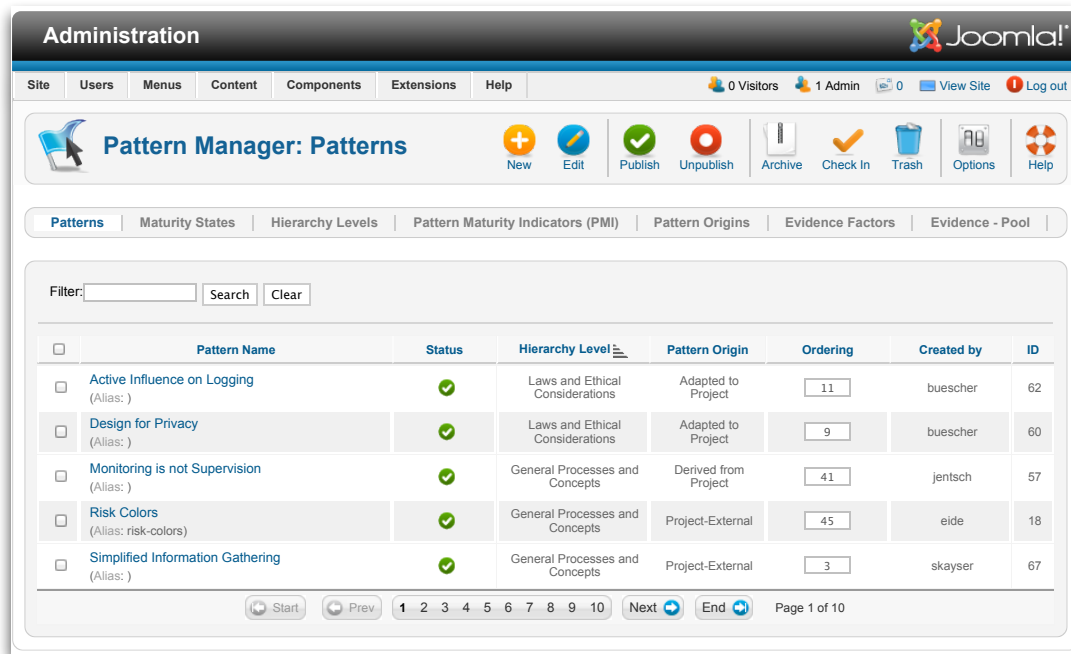 Administration Joomla!
Site Users Menus Content Components Extensions Help 0 Visitors 1 Admin 0 View Site Log out
Pattern Manager: Patterns
New Edit Publish Unpublish Archive Check In Trash Options Help
Patterns Maturity States Hierarchy Levels Pattern Maturity Indicators (PMI) Pattern Origins Evidence Factors Evidence - Pool
Filter: Search Clear
Pattern Name Status Hierarchy Level Pattern Origin Ordering Created by ID
Active Influence on Logging
(Alias: )
Laws and Ethical
Considerations
Adapted to
Project
11 buescher 62
Design for Privacy
(Alias: )
Laws and Ethical
Considerations
Adapted to
Project
9 buescher 60
Monitoring is not Supervision
(Alias: )
General Processes and
Concepts
Derived from
Project
41 jentsch 57
Risk Colors
(Alias: risk-colors)
General Processes and
Concepts
Project-External 45 eide 18
Simplified Information Gathering
(Alias: )
General Processes and
Concepts
Project-External 3 skayser 67
Start Prev 1 2 3 4 5 6 7 8 9 10 Next End Page 1 of 10